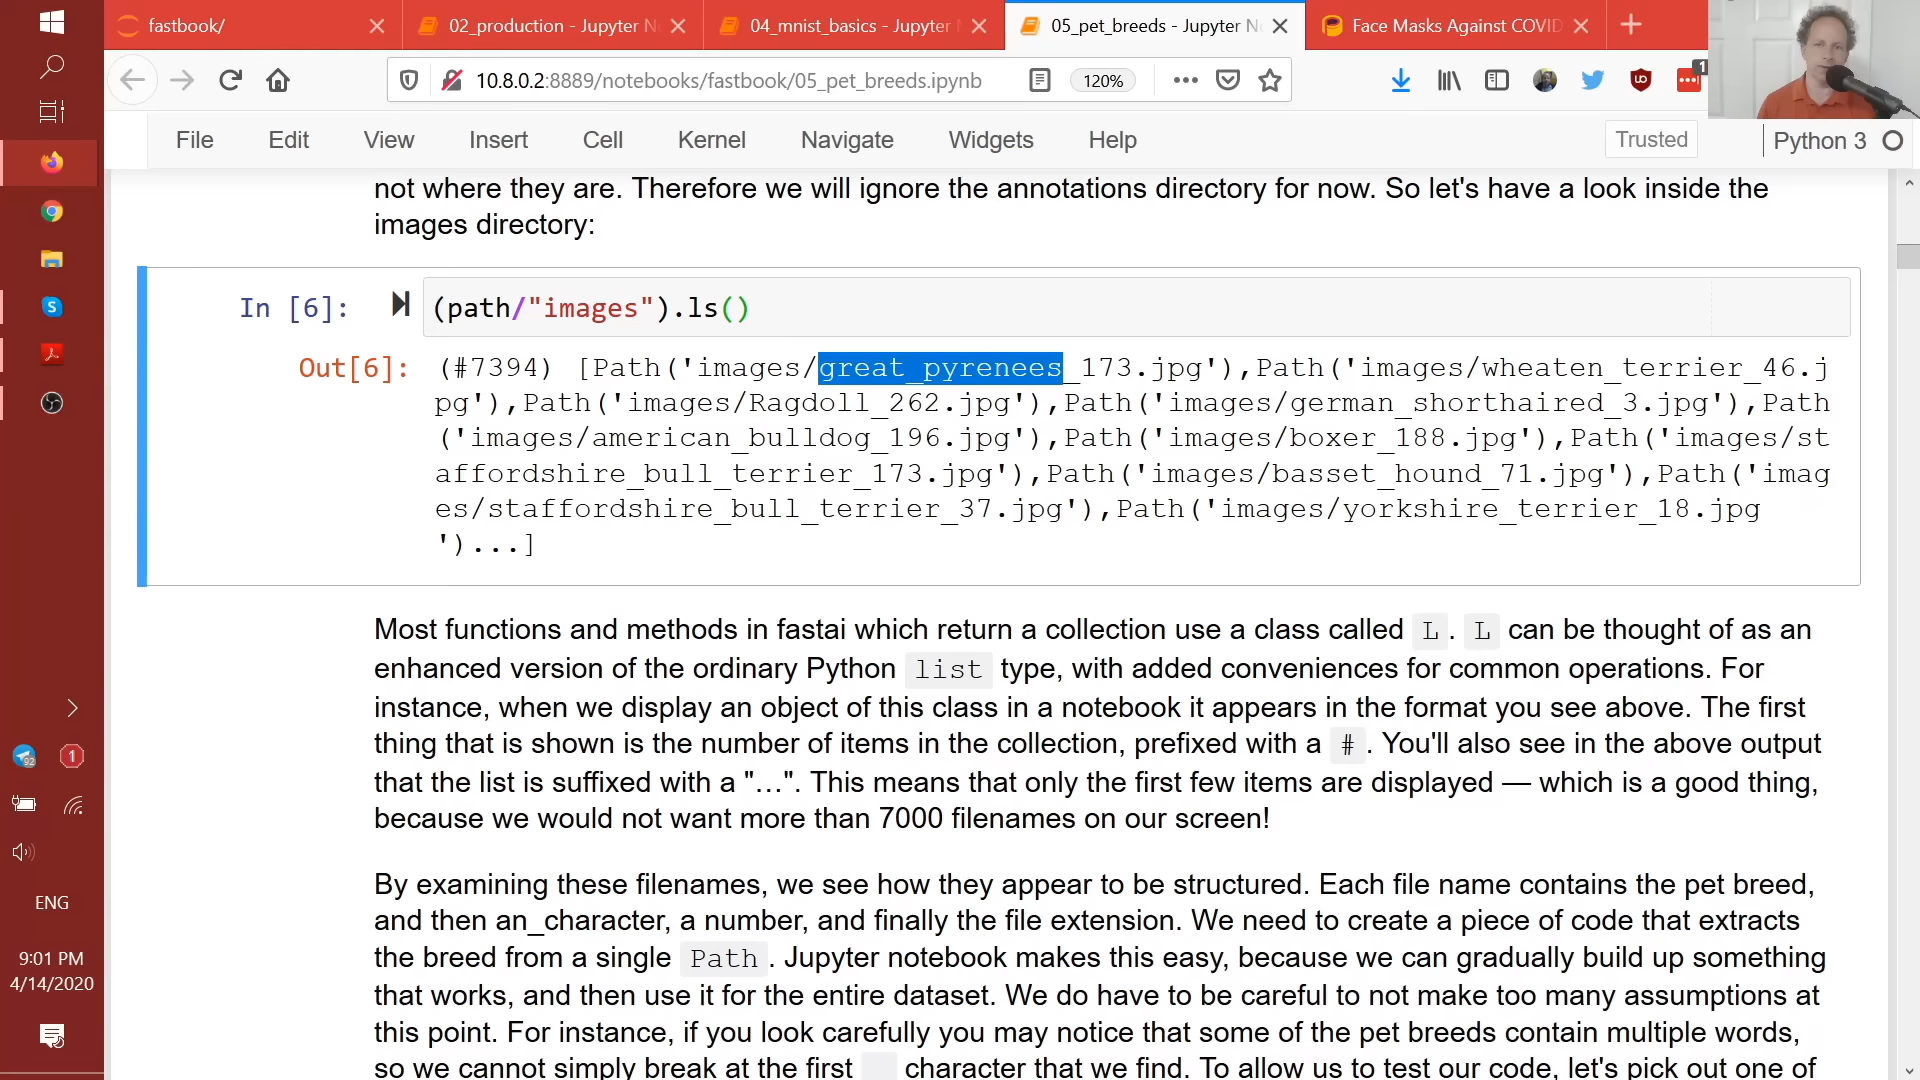 fastbook/
02_production - Jupyter N
04_mnist_basics - Jupyter
05_pet_breeds - Jupyter N
Face Masks Against COVID
10.8.0.2:8889/notebooks/fastbook/05_pet_breeds.ipynb
120%
1
File Edit View Insert Cell Kernel Navigate Widgets Help
Trusted
Python 3
not where they are. Therefore we will ignore the annotations directory for now. So let's have a look inside the
images directory:
In [6]:
(path/"images").ls()
Out[6]:
(#7394) [Path('images/great_pyrenees_173.jpg'),Path('images/wheaten_terrier_46.j
pg'),Path('images/Ragdoll_262.jpg'),Path('images/german_shorthaired_3.jpg'),Path
('images/american_bulldog_196.jpg'),Path('images/boxer_188.jpg'),Path('images/st
affordshire_bull_terrier_173.jpg'),Path('images/basset_hound_71.jpg'),Path('imag
es/staffordshire_bull_terrier_37.jpg'),Path('images/yorkshire_terrier_18.jpg
')...]
Most functions and methods in fastai which return a collection use a class called L. L can be thought of as an
enhanced version of the ordinary Python list type, with added conveniences for common operations. For
instance, when we display an object of this class in a notebook it appears in the format you see above. The first
thing that is shown is the number of items in the collection, prefixed with a #. You'll also see in the above output
that the list is suffixed with a "…". This means that only the first few items are displayed — which is a good thing,
because we would not want more than 7000 filenames on our screen!
By examining these filenames, we see how they appear to be structured. Each file name contains the pet breed,
and then an_character, a number, and finally the file extension. We need to create a piece of code that extracts
the breed from a single Path. Jupyter notebook makes this easy, because we can gradually build up something
that works, and then use it for the entire dataset. We do have to be careful to not make too many assumptions at
this point. For instance, if you look carefully you may notice that some of the pet breeds contain multiple words,
so we cannot simply break at the first character that we find. To allow us to test our code, let's pick out one of
S
92
1
ENG
9:01 PM
4/14/2020